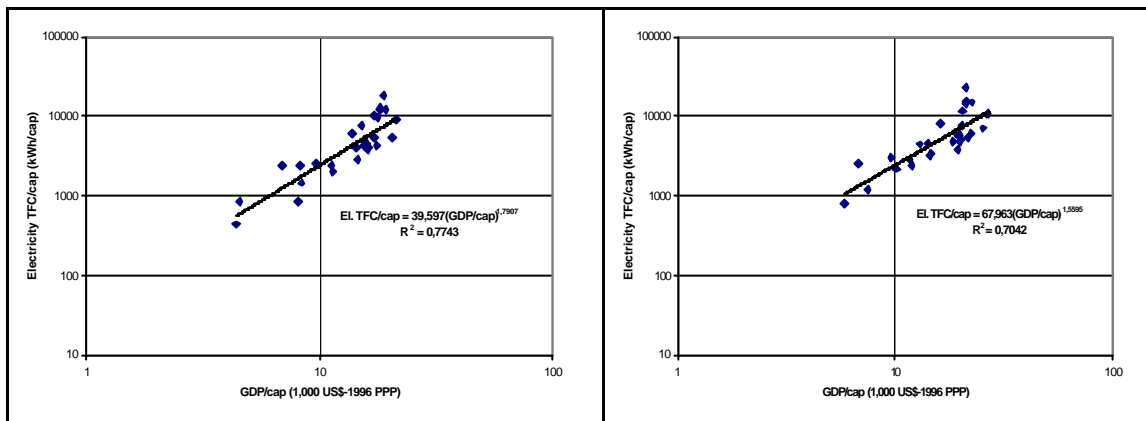 100000
10000
1000
100
10
1
10
100
Electricity TFC/cap (kWh/cap)
El. TFC/cap = 39,597(GDP/cap)^1,7907
R² = 0,7743
GDP/cap (1,000 US$-1996 PPP)
100000
10000
1000
100
10
1
10
100
Electricity TFC/cap (kWh/cap)
El. TFC/cap = 67,963(GDP/cap)^1,5595
R² = 0,7042
GDP/cap (1,000 US$-1996 PPP)